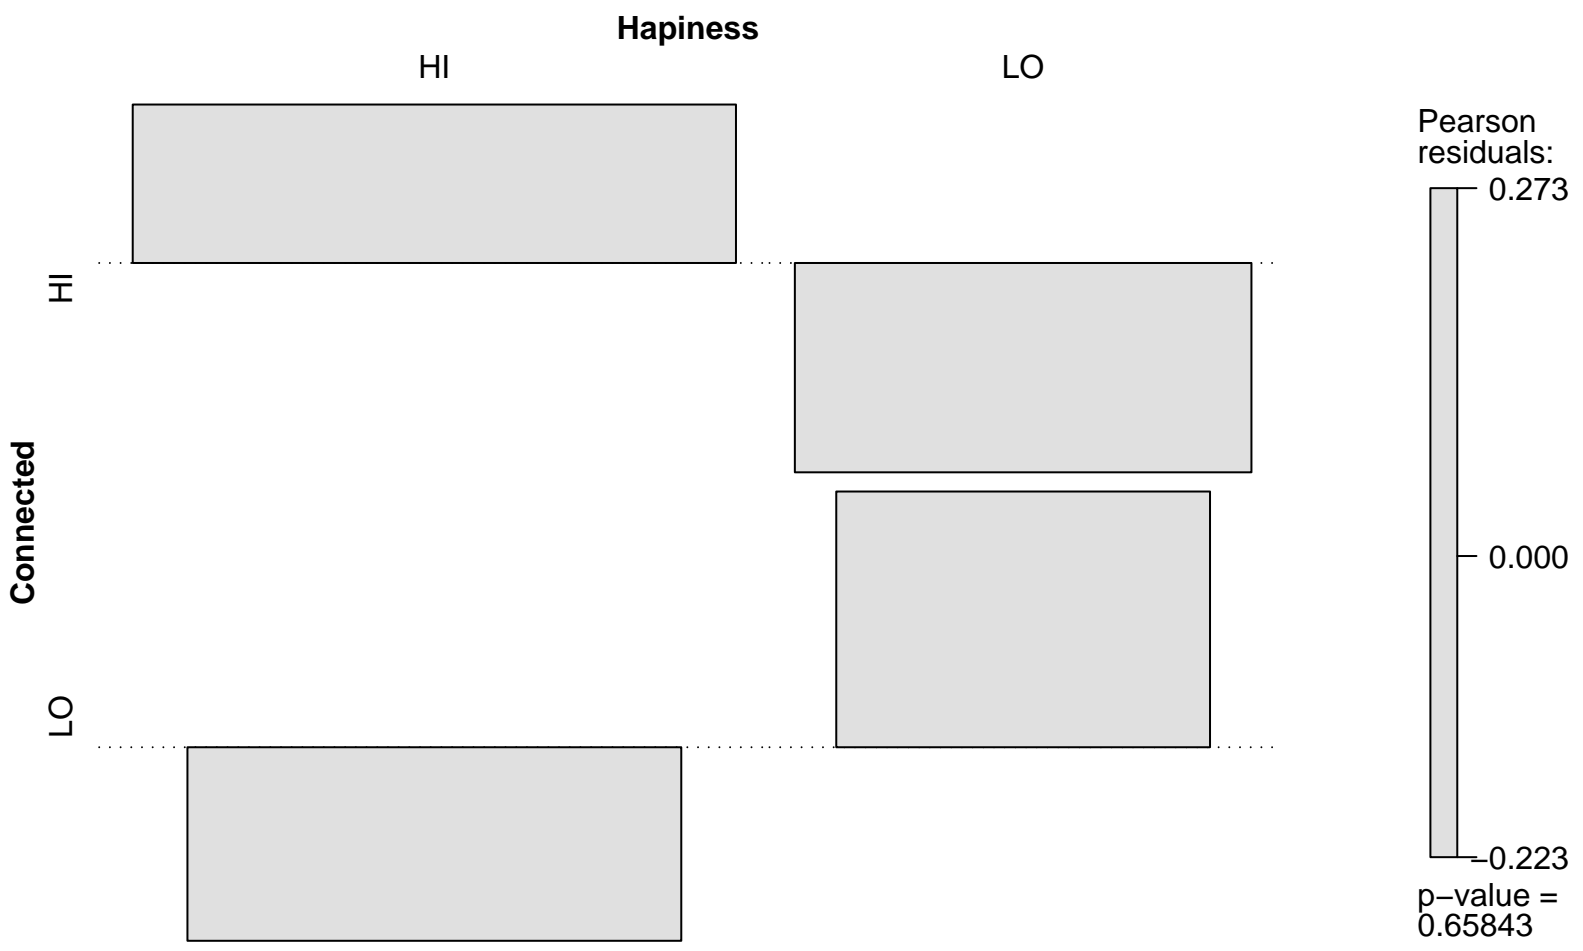 Hapiness
HI
LO
Pearson
residuals:
0.273
HI
Connected
0.000
LO
−0.223
p−value =
0.65843